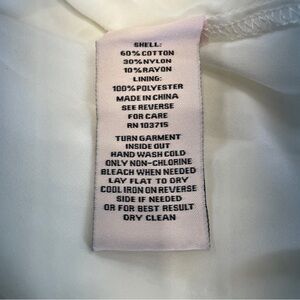 SHELL:
60% COTTON
30% NYLON
10% RAYON
LINING:
100% POLYESTER
MADE IN CHINA
SEE REVERSE
FOR CARE
RN 103715
TURN GARMENT
INSIDE OUT
HAND WASH COLD
ONLY NON-CHLORINE
BLEACH WHEN NEEDED
LAY FLAT TO DRY
COOL IRON ON REVERSE
SIDE IF NEEDED
OR FOR BEST RESULT
DRY CLEAN